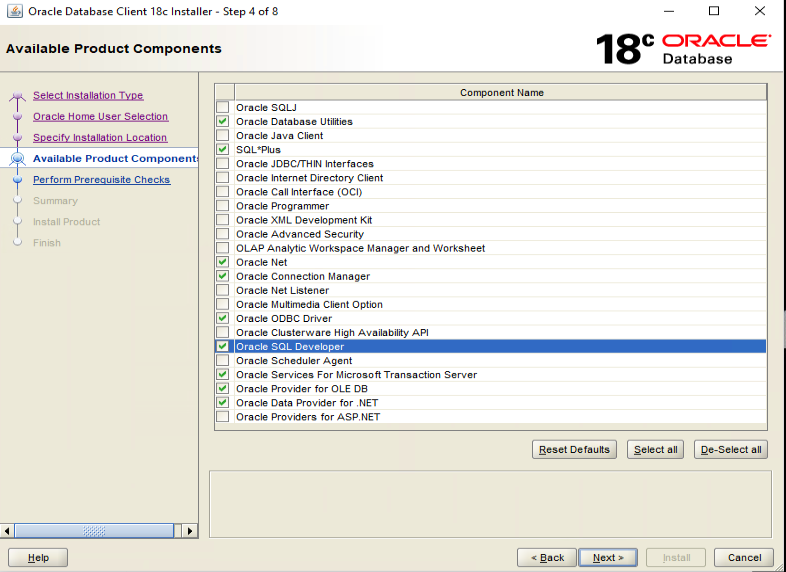 Oracle Database Client 18c Installer - Step 4 of 8
Available Product Components
18c ORACLE
Database
Select Installation Type
Oracle Home User Selection
Specify Installation Location
Available Product Components
Perform Prerequisite Checks
Summary
Install Product
Finish
Component Name
Oracle SQLJ
Oracle Database Utilities
Oracle Java Client
SQL*Plus
Oracle JDBC/THIN Interfaces
Oracle Internet Directory Client
Oracle Call Interface (OCI)
Oracle Programmer
Oracle XML Development Kit
Oracle Advanced Security
OLAP Analytic Workspace Manager and Worksheet
Oracle Net
Oracle Connection Manager
Oracle Net Listener
Oracle Multimedia Client Option
Oracle ODBC Driver
Oracle Clusterware High Availability API
Oracle SQL Developer
Oracle Scheduler Agent
Oracle Services For Microsoft Transaction Server
Oracle Provider for OLE DB
Oracle Data Provider for .NET
Oracle Providers for ASP.NET
Reset Defaults Select all De-Select all
Help < Back Next > Install Cancel